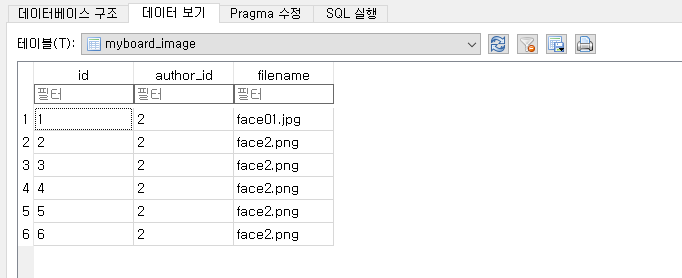 데이터베이스 구조 데이터 보기 Pragma 수정 SQL 실행
테이블(T): myboard_image
id author_id filename
필터 필터 필터
1 1 2 face01.jpg
2 2 2 face2.png
3 3 2 face2.png
4 4 2 face2.png
5 5 2 face2.png
6 6 2 face2.png